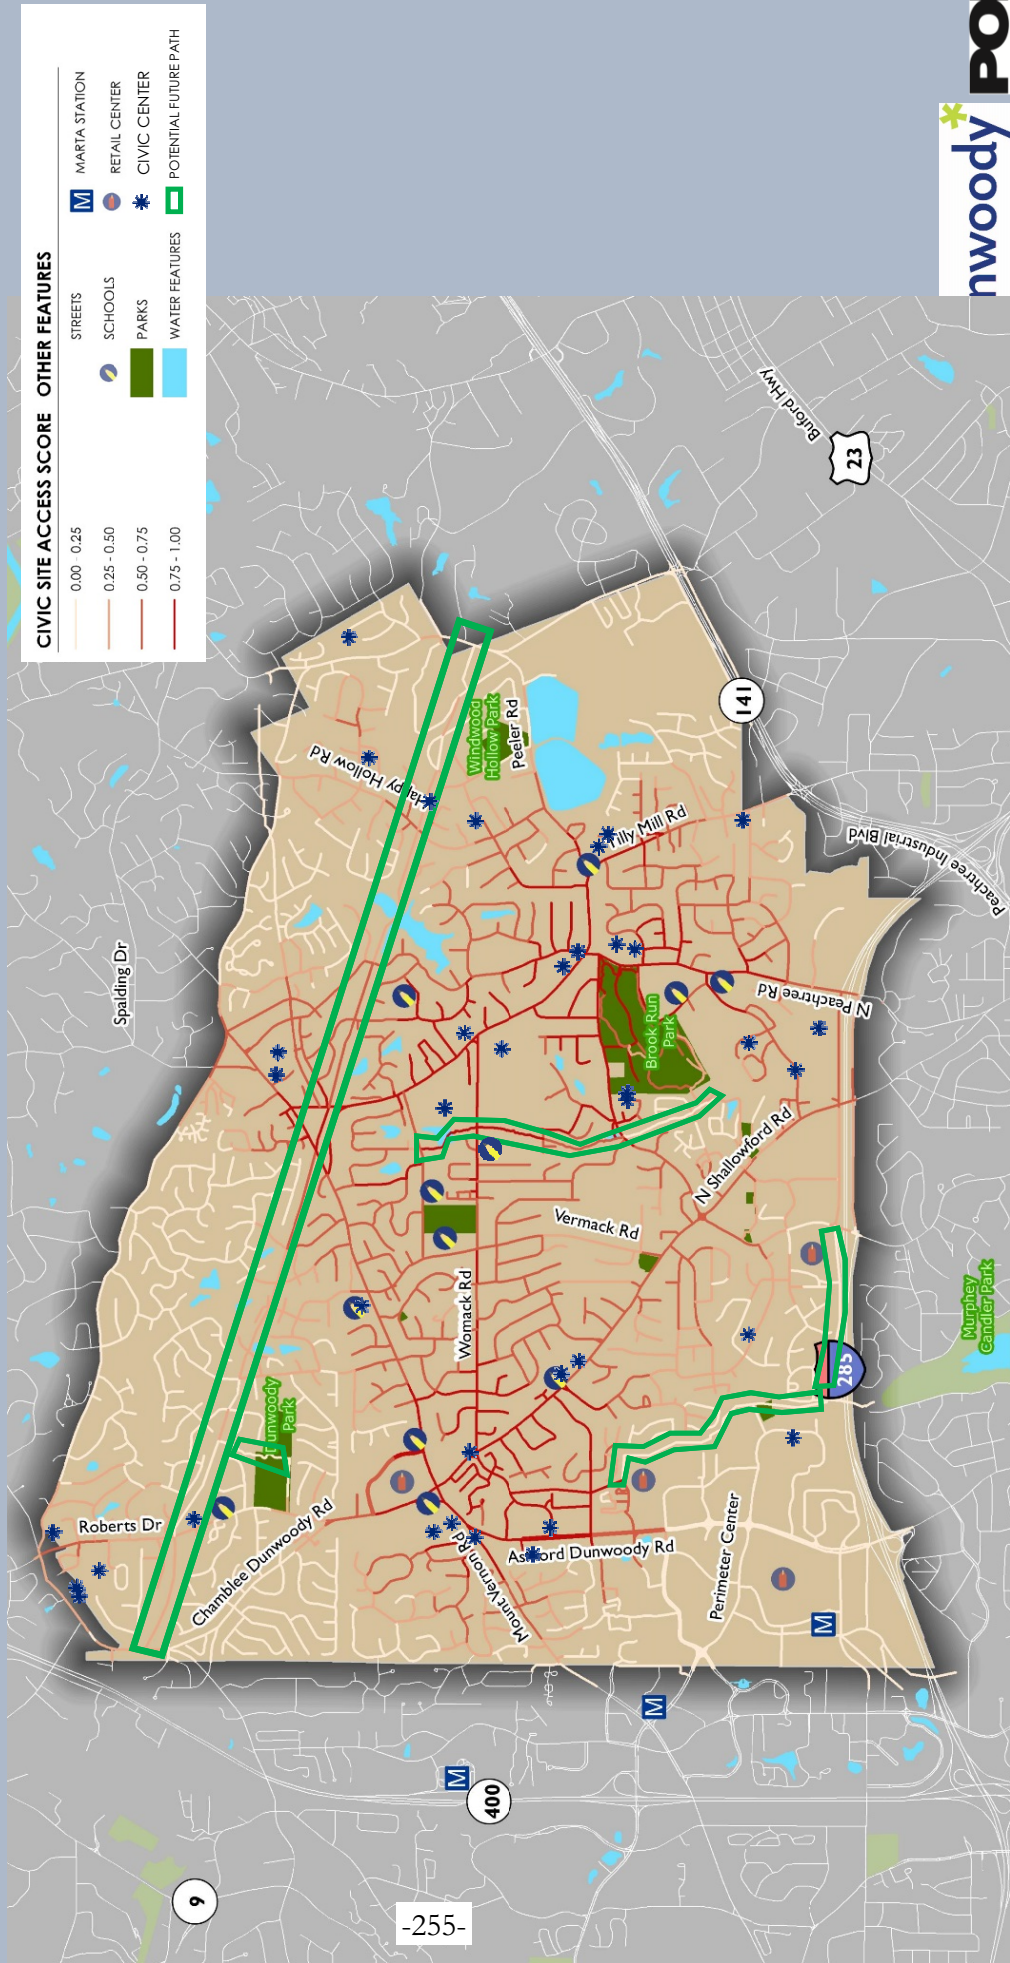 CIVIC SITE ACCESS SCORE
0.00 - 0.25
0.25 - 0.50
0.50 - 0.75
0.75 - 1.00
OTHER FEATURES
STREETS
SCHOOLS
PARKS
WATER FEATURES
M MARTA STATION
RETAIL CENTER
CIVIC CENTER
POTENTIAL FUTURE PATH
nwoody
PO
Spalding Dr
Roberts Dr
Chamblee Dunwoody Rd
Dunwoody
Park
Happy Hollow Rd
Windwood
Hollow Park
Peeler Rd
Tilly Mill Rd
Womack Rd
Vermack Rd
Mount Vernon Rd
Ashford Dunwoody Rd
Perimeter Center
Brook Run
Park
N Peachtree Rd
N Shallowford Rd
Peachtree Industrial Blvd
Buford Hwy
Murphey
Candler Park
23
141
285
400
9
M
M
M
-255-